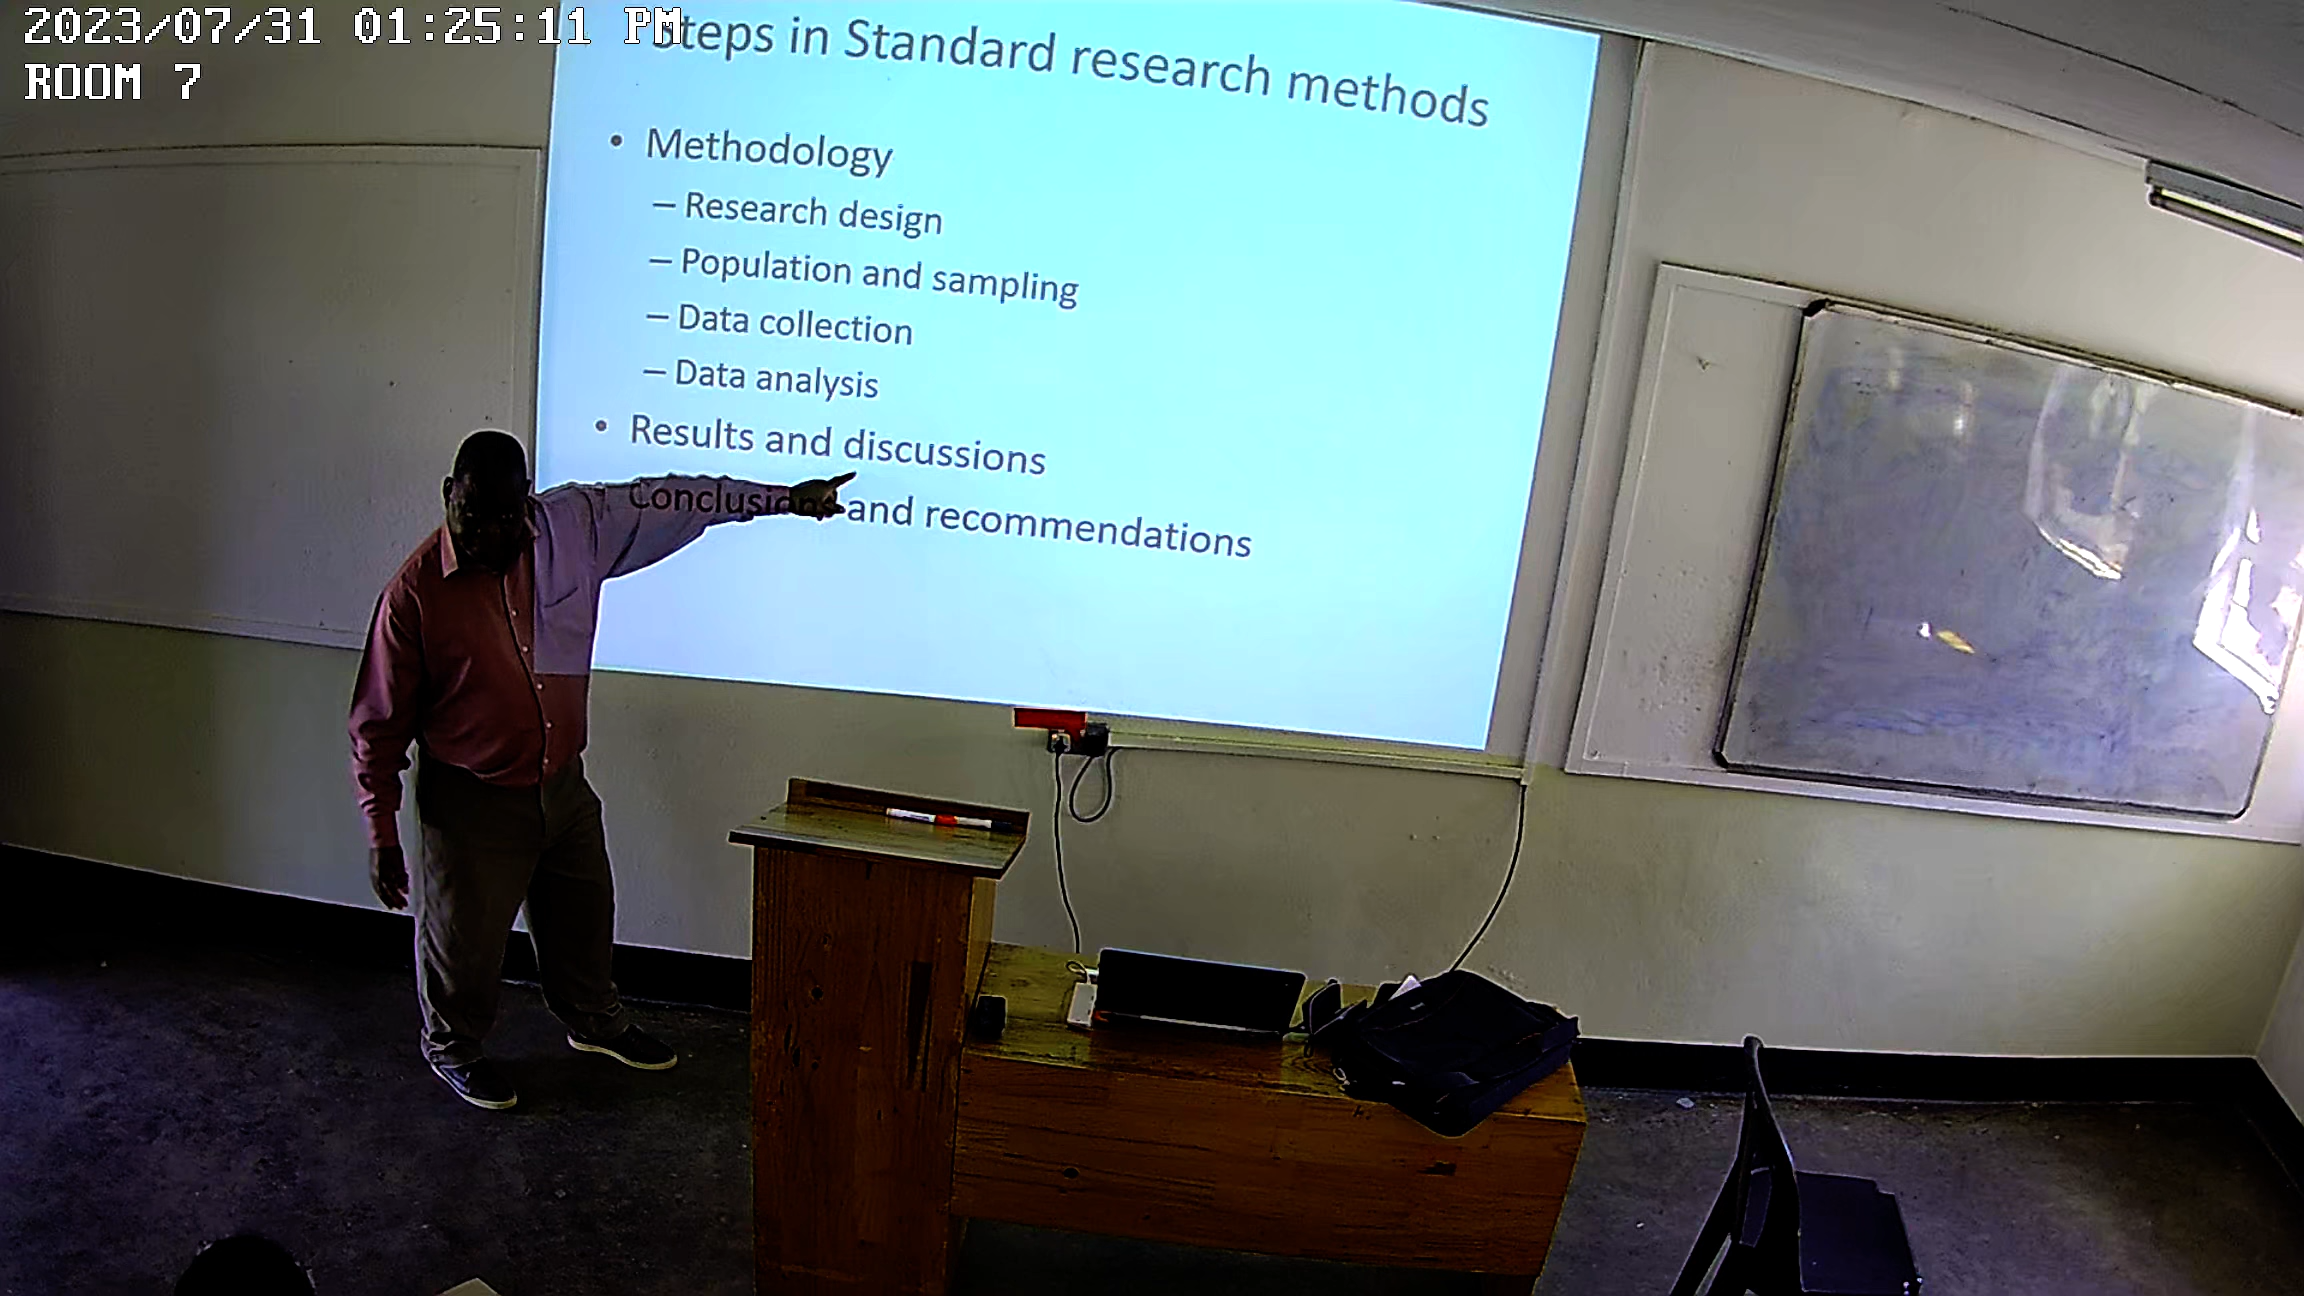 2023/07/31 01:25:11 PM
ROOM 7
Steps in Standard research methods
• Methodology
– Research design
– Population and sampling
– Data collection
– Data analysis
• Results and discussions
Conclusions and recommendations